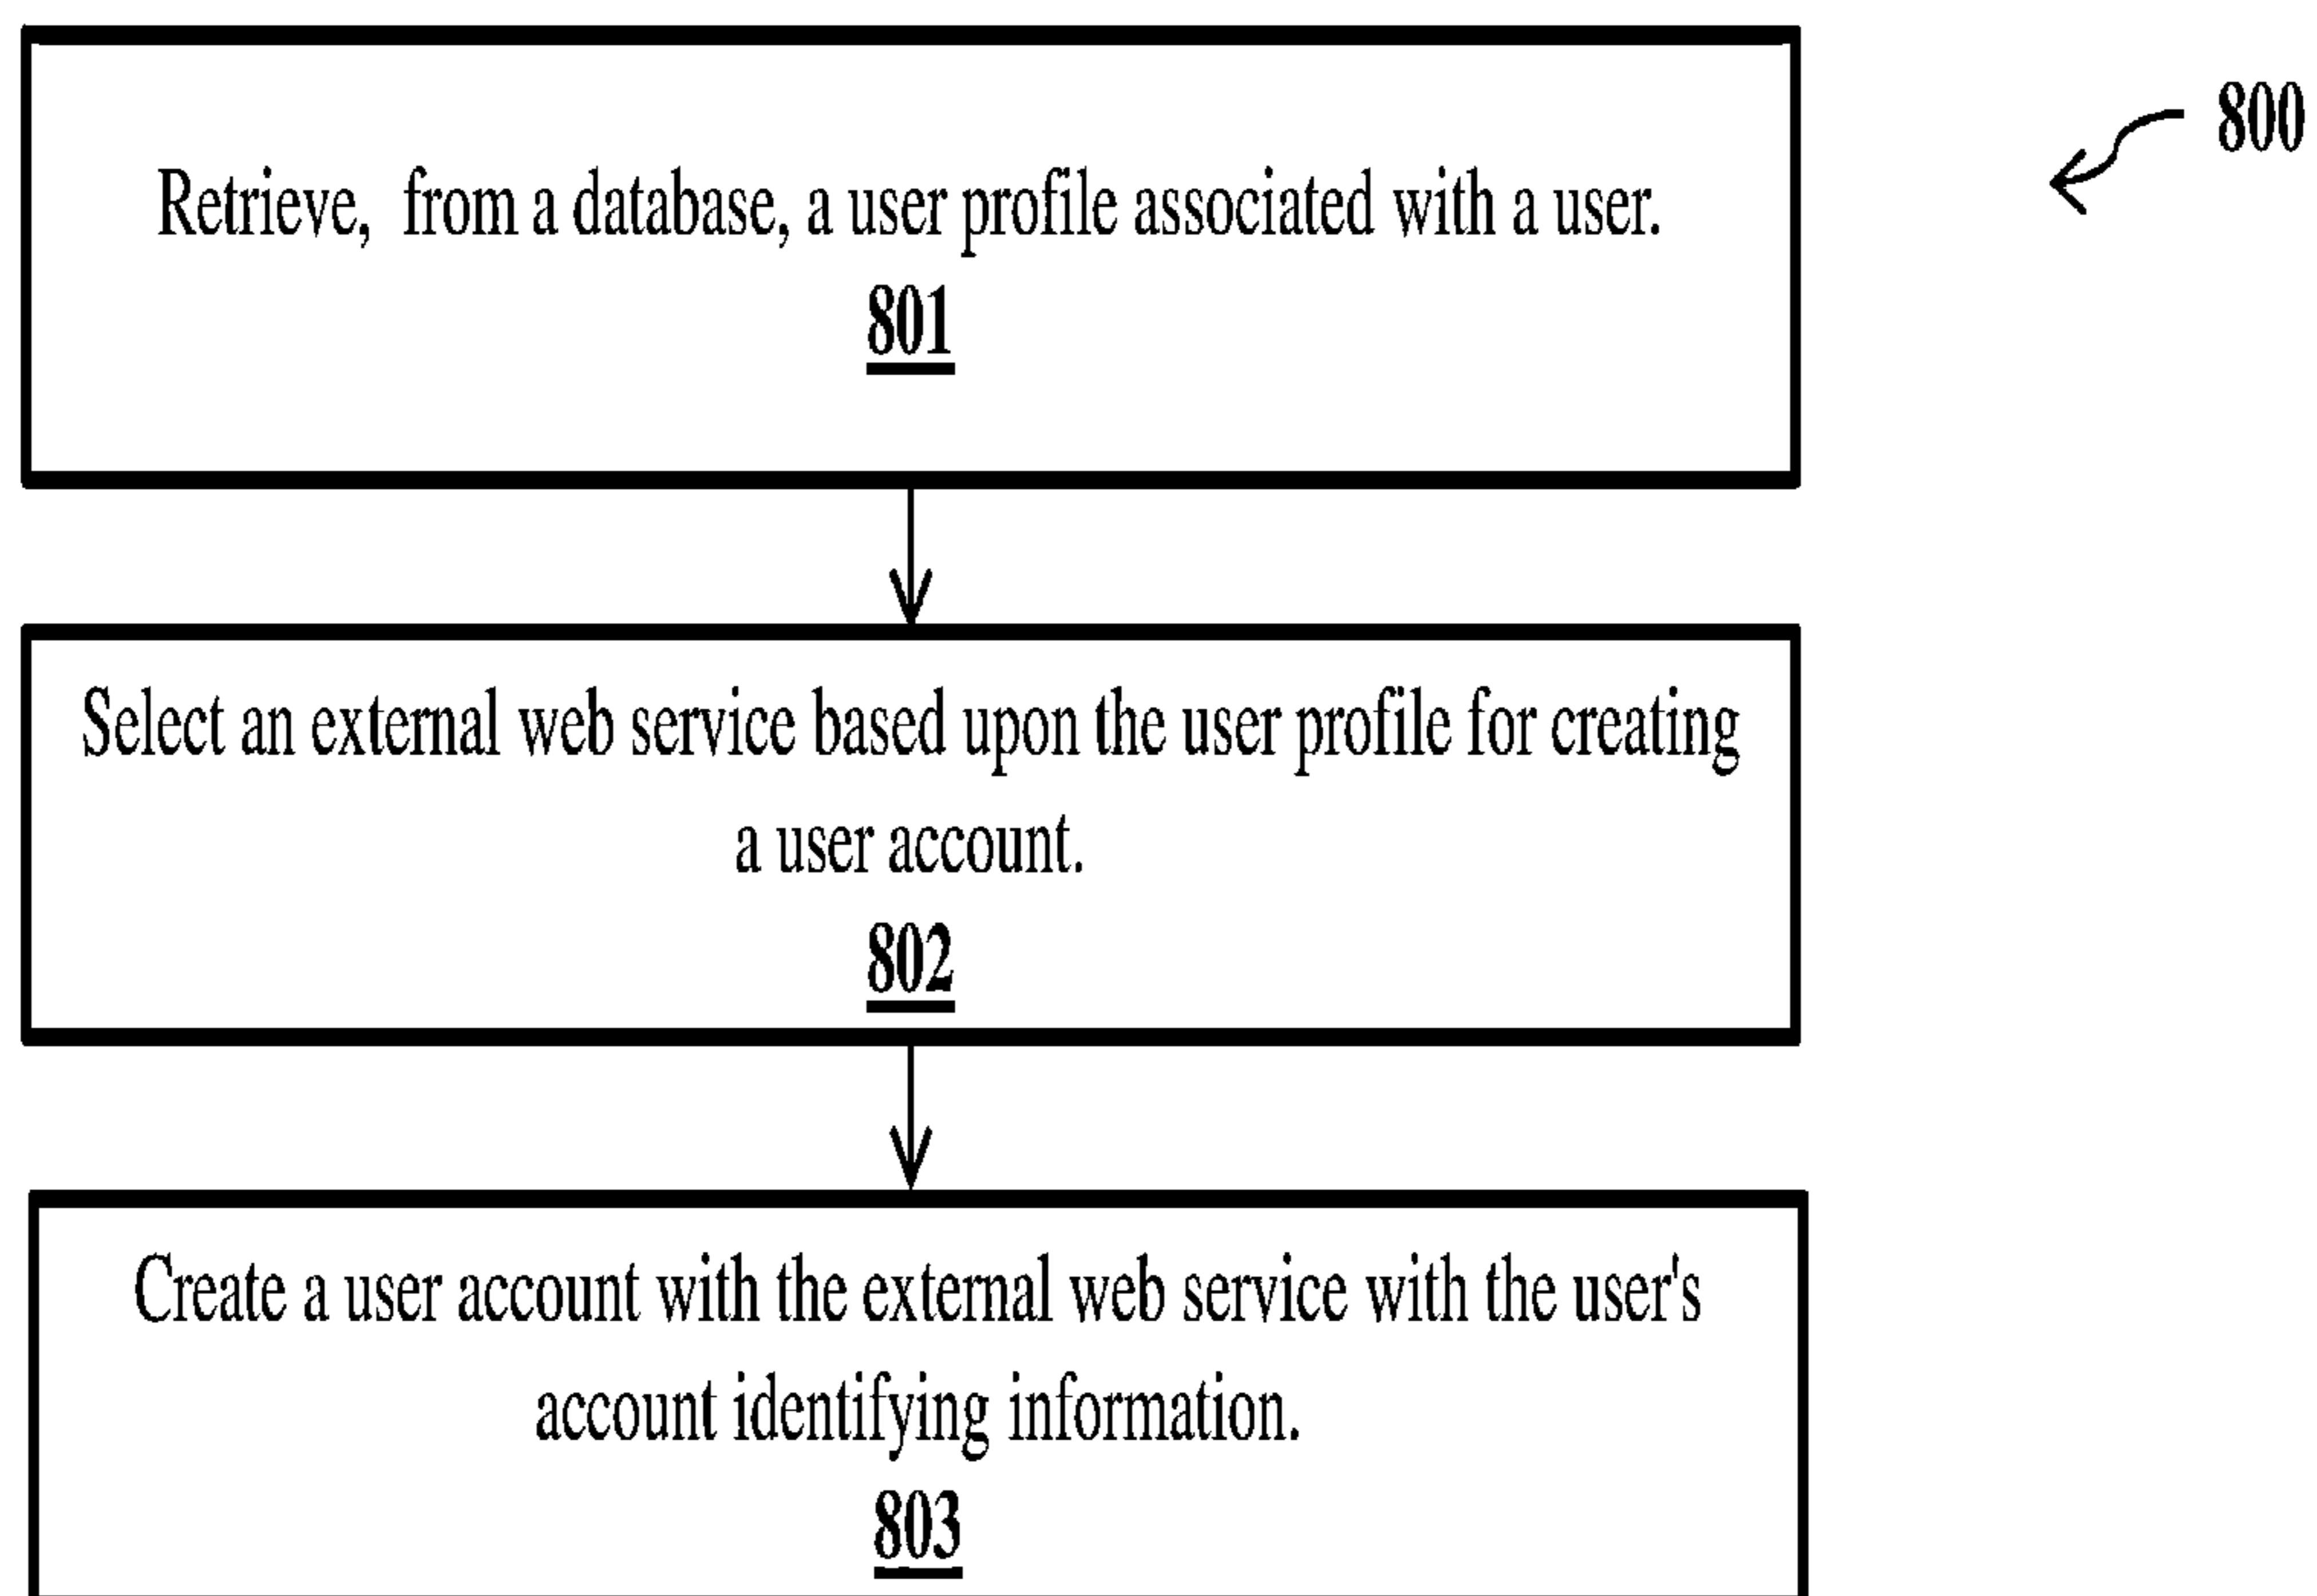 800
Retrieve, from a database, a user profile associated with a user.
801
Select an external web service based upon the user profile for creating
a user account.
802
Create a user account with the external web service with the user's
account identifying information.
803